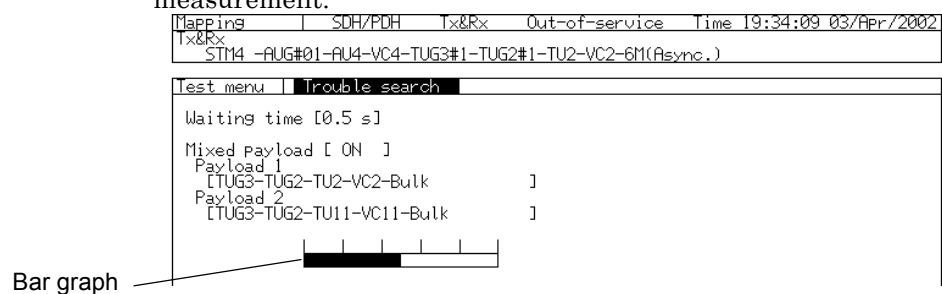 measurement.
Mapping | SDH/PDH Tx&Rx Out-of-service Time 19:34:09 03/Apr/2002
Tx&Rx
STM4 -AUG#01-AU4-VC4-TUG3#1-TUG2#1-TU2-VC2-6M(Async.)
Test menu | Trouble search
Waiting time [0.5 s]
Mixed payload [ ON ]
Payload 1
[TUG3-TUG2-TU2-VC2-Bulk ]
Payload 2
[TUG3-TUG2-TU11-VC11-Bulk ]
Bar graph